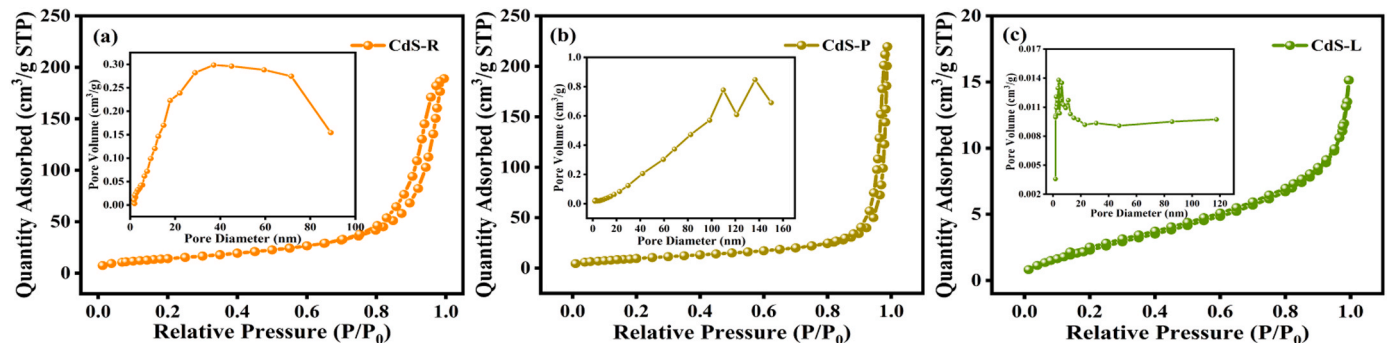 (a)
CdS-R
Quantity Adsorbed (cm³/g STP)
250
200
150
100
50
0
0.0 0.2 0.4 0.6 0.8 1.0
Relative Pressure (P/P₀)
Pore Volume (cm³/g)
0.30
0.25
0.20
0.15
0.10
0.05
0.00
0 20 40 60 80 100
Pore Diameter (nm)
(b)
CdS-P
Quantity Adsorbed (cm³/g STP)
250
200
150
100
50
0
0.0 0.2 0.4 0.6 0.8 1.0
Relative Pressure (P/P₀)
Pore Volume (cm³/g)
1.0
0.8
0.6
0.4
0.2
0.0
0 20 40 60 80 100 120 140 160
Pore Diameter (nm)
(c)
CdS-L
Quantity Adsorbed (cm³/g STP)
20
15
10
5
0
0.0 0.2 0.4 0.6 0.8 1.0
Relative Pressure (P/P₀)
Pore Volume (cm³/g)
0.017
0.014
0.011
0.008
0.006
0.002
0 20 40 60 80 100 120
Pore Diameter (nm)